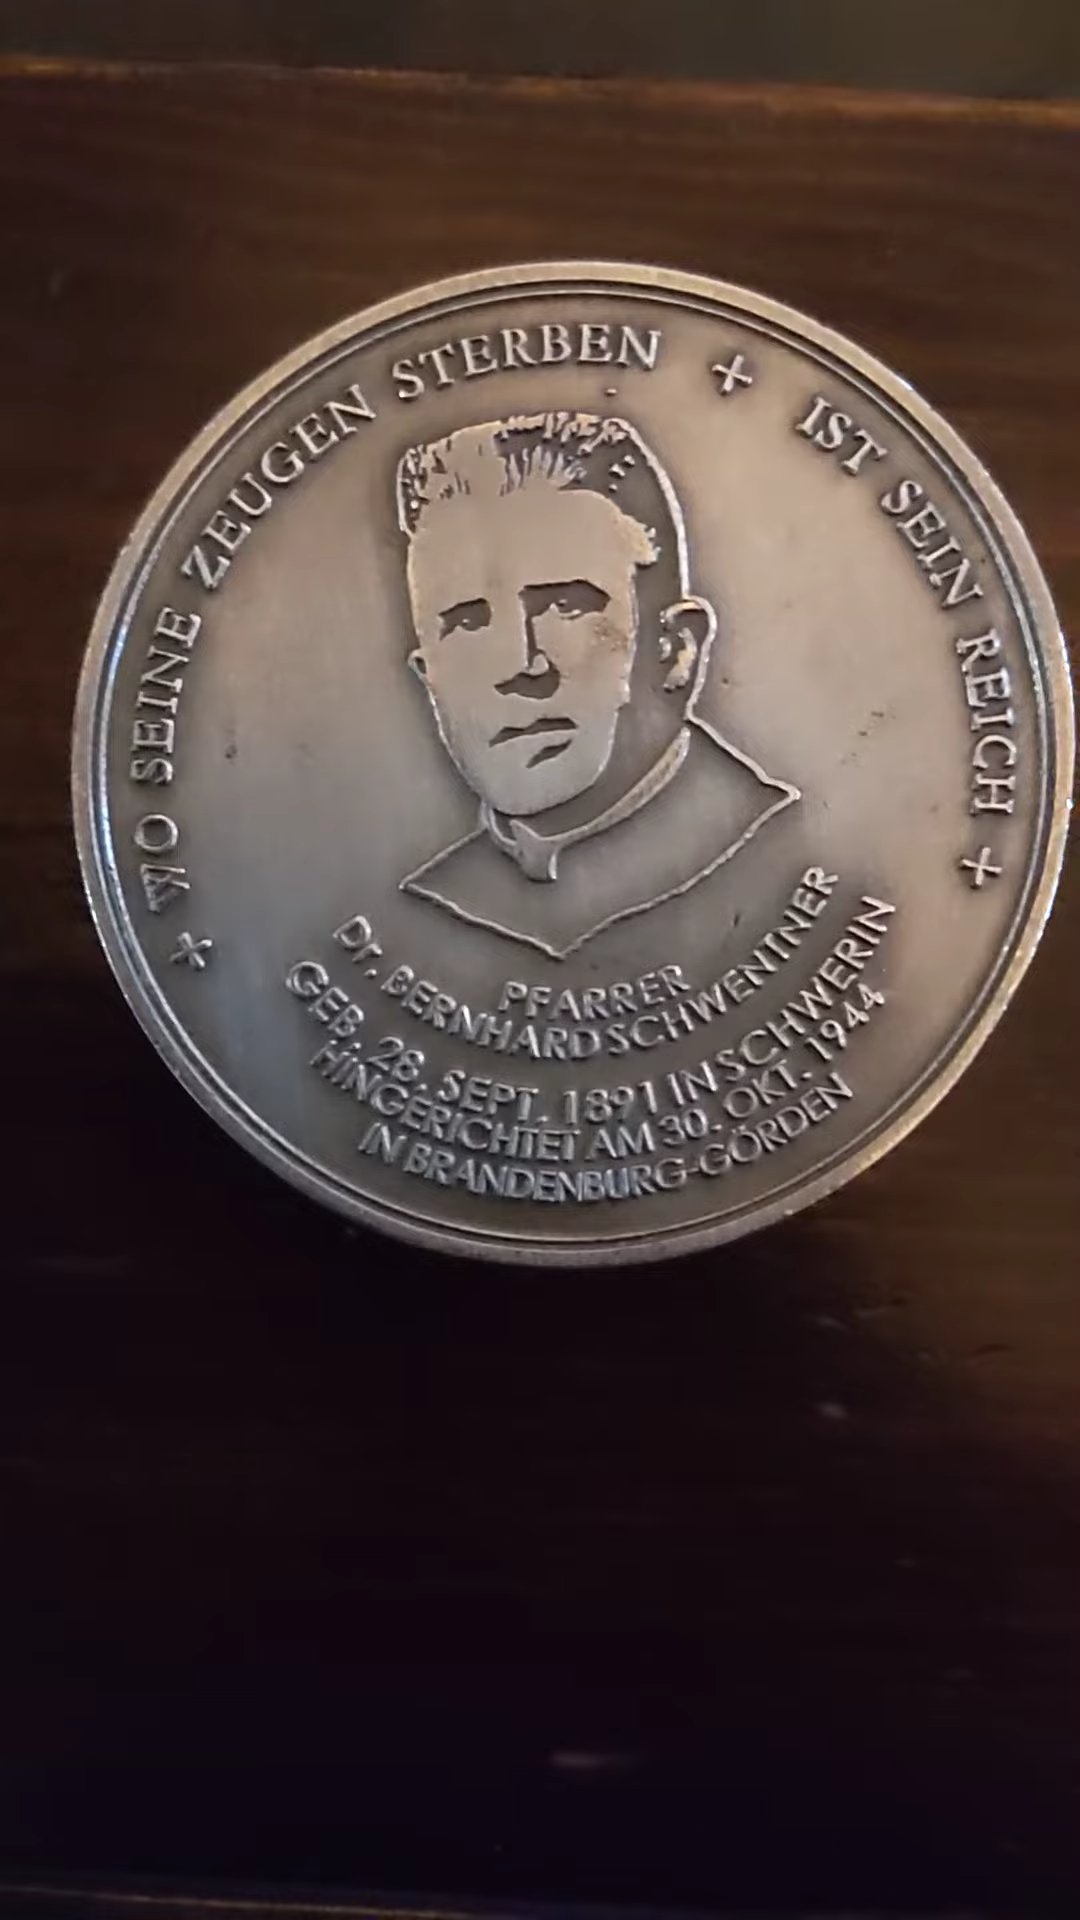 + WO SEINE ZEUGEN STERBEN + IST SEIN REICH +
PFARRER
Dr. BERNHARD SCHWENTNER
GEB. 28. SEPT. 1891 IN SCHWERIN
HINGERICHTET AM 30. OKT. 1944
IN BRANDENBURG-GÖRDEN